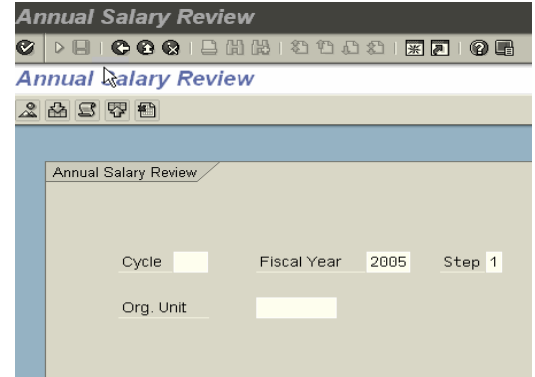 Annual Salary Review
Annual Salary Review
Annual Salary Review
Cycle Fiscal Year 2005 Step 1
Org. Unit